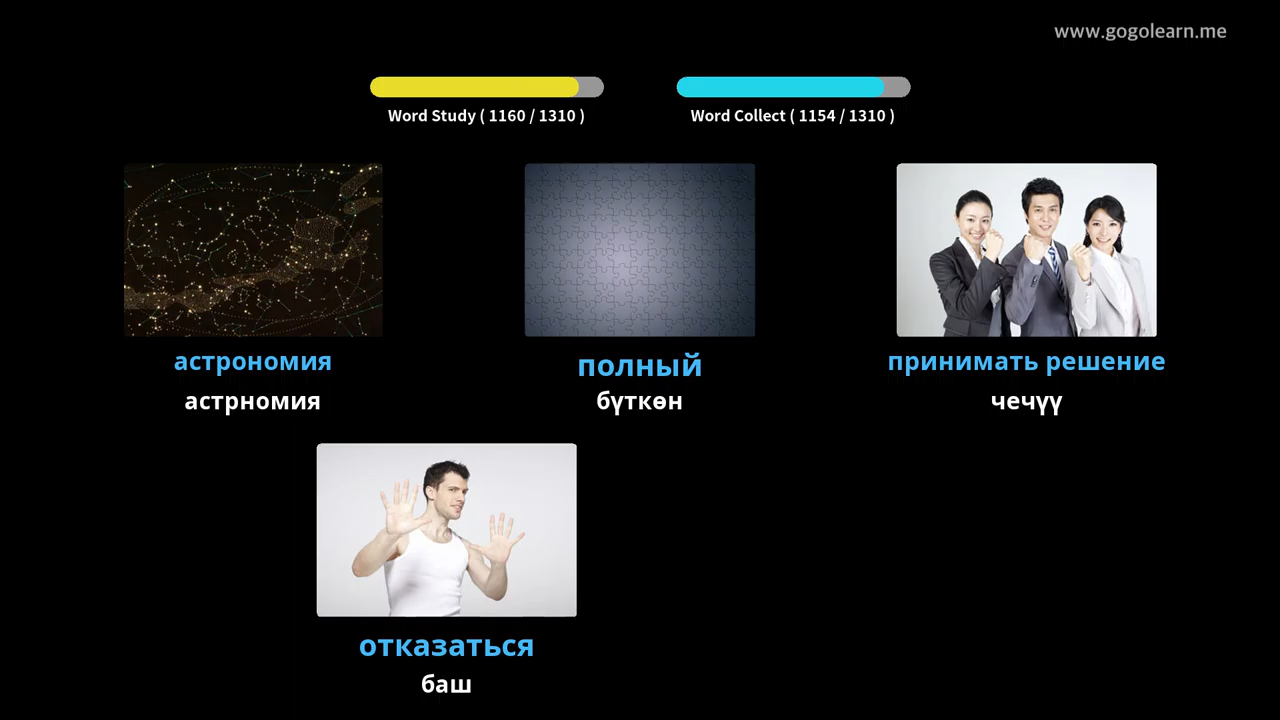 www.gogolearn.me
Word Study ( 1160 / 1310 )
Word Collect ( 1154 / 1310 )
астрономия
астрномия
полный
бүткөн
принимать решение
чечүү
отказаться
баш